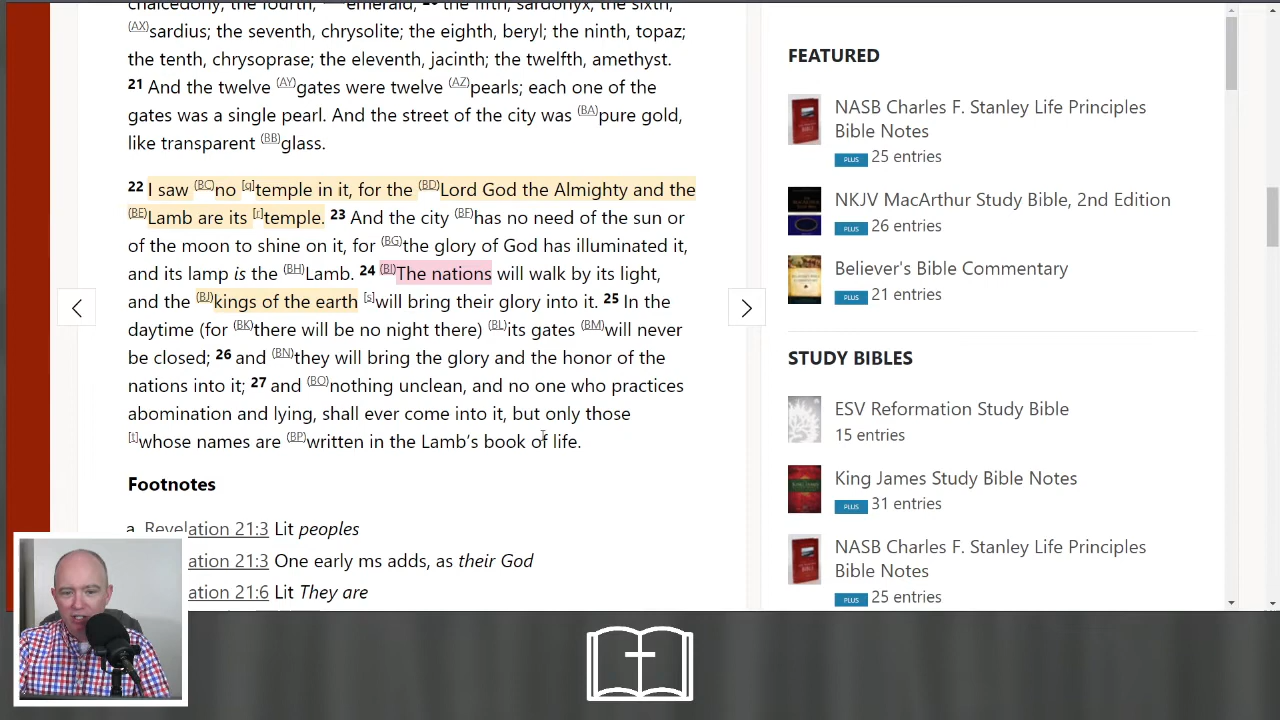 chalcedony; the fourth, emerald; 20 the fifth, sardonyx; the sixth,
(AX)sardius; the seventh, chrysolite; the eighth, beryl; the ninth, topaz;
the tenth, chrysoprase; the eleventh, jacinth; the twelfth, amethyst.
21 And the twelve (AY)gates were twelve (AZ)pearls; each one of the
gates was a single pearl. And the street of the city was (BA)pure gold,
like transparent (BB)glass.
22 I saw (BC)no [q]temple in it, for the (BD)Lord God the Almighty and the
(BE)Lamb are its [r]temple. 23 And the city (BF)has no need of the sun or
of the moon to shine on it, for (BG)the glory of God has illuminated it,
and its lamp is the (BH)Lamb. 24 (BI)The nations will walk by its light,
and the (BJ)kings of the earth [s]will bring their glory into it. 25 In the
daytime (for (BK)there will be no night there) (BL)its gates (BM)will never
be closed; 26 and (BN)they will bring the glory and the honor of the
nations into it; 27 and (BO)nothing unclean, and no one who practices
abomination and lying, shall ever come into it, but only those
[t]whose names are (BP)written in the Lamb’s book of life.
Footnotes
a. Revelation 21:3 Lit peoples
ation 21:3 One early ms adds, as their God
ation 21:6 Lit They are
FEATURED
NASB Charles F. Stanley Life Principles
Bible Notes
PLUS 25 entries
NKJV MacArthur Study Bible, 2nd Edition
PLUS 26 entries
Believer's Bible Commentary
PLUS 21 entries
STUDY BIBLES
ESV Reformation Study Bible
15 entries
King James Study Bible Notes
PLUS 31 entries
NASB Charles F. Stanley Life Principles
Bible Notes
PLUS 25 entries